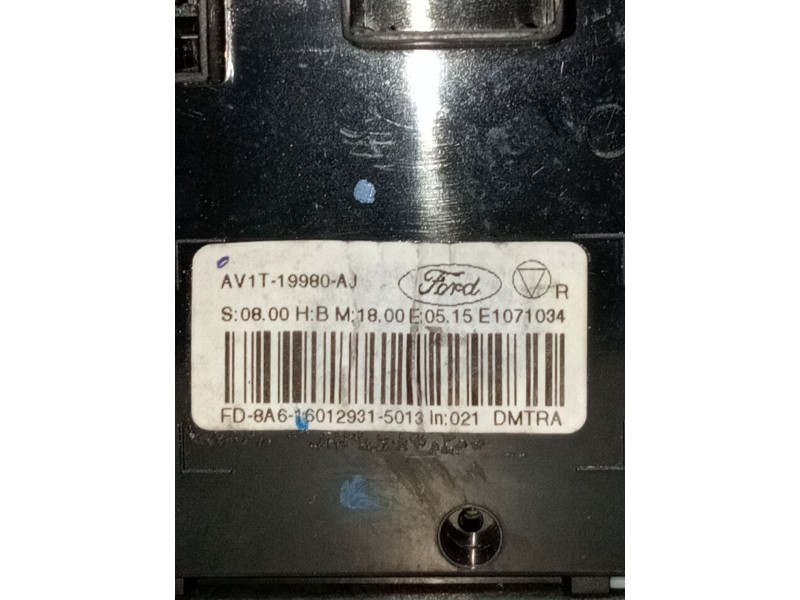 AV1T-19980-AJ Ford R
S:08.00 H:B M:18.00 E:05.15 E1071034
FD-8A6-16012931-5013 In:021 DMTRA